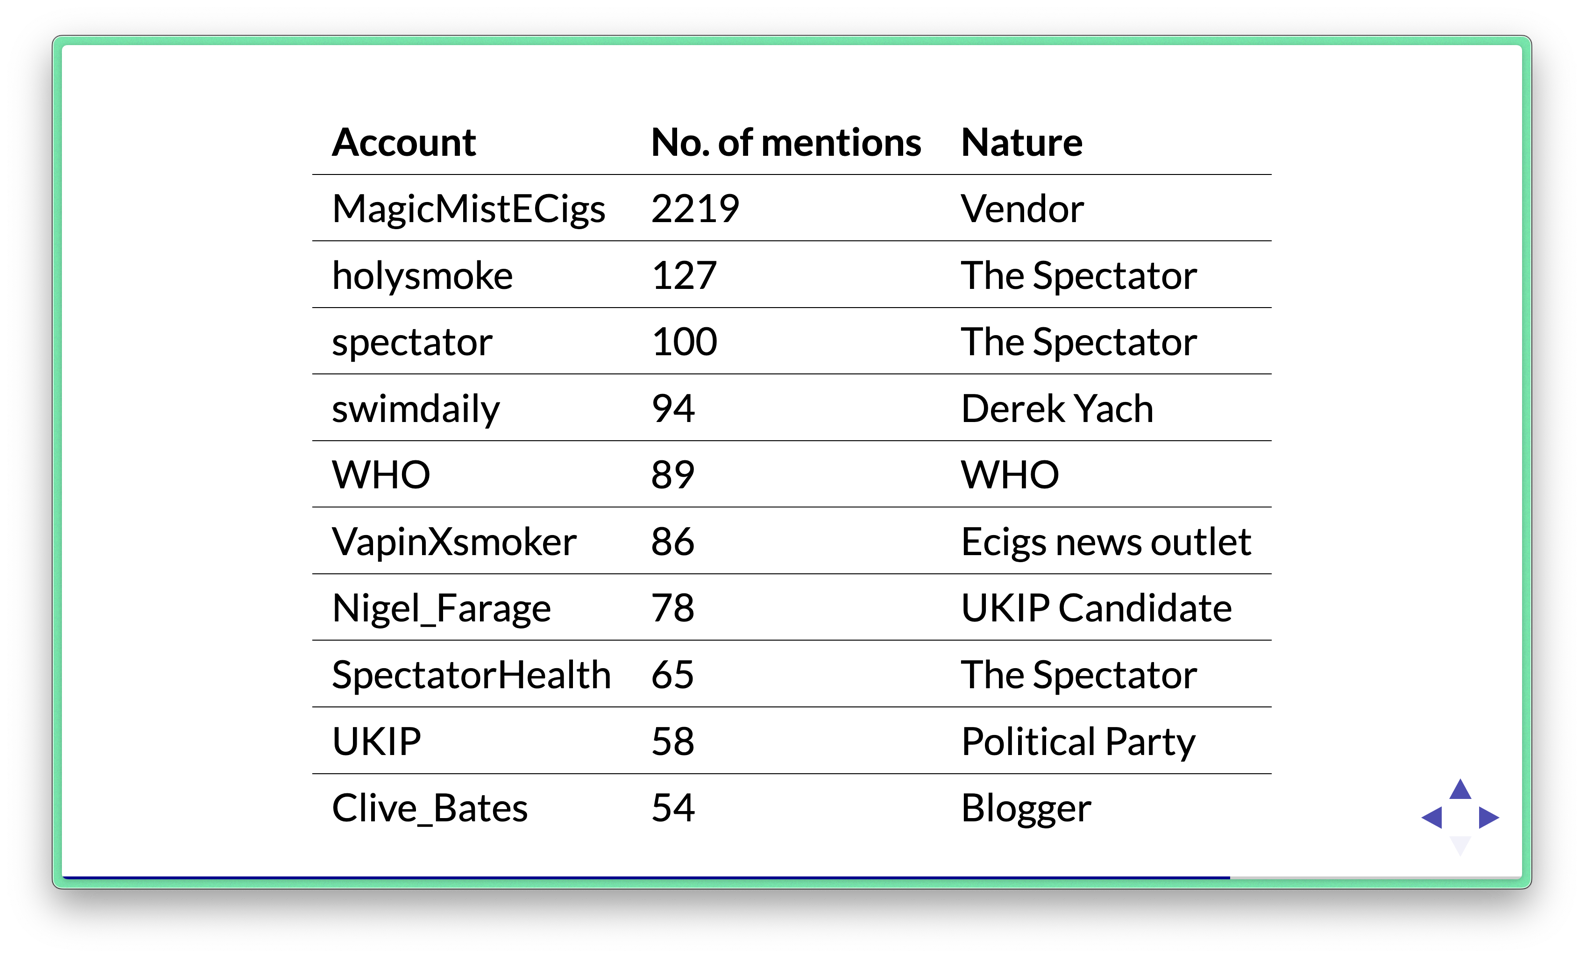 Account No. of mentions Nature
MagicMistECigs 2219 Vendor
holysmoke 127 The Spectator
spectator 100 The Spectator
swimdaily 94 Derek Yach
WHO 89 WHO
VapinXsmoker 86 Ecigs news outlet
Nigel_Farage 78 UKIP Candidate
SpectatorHealth 65 The Spectator
UKIP 58 Political Party
Clive_Bates 54 Blogger